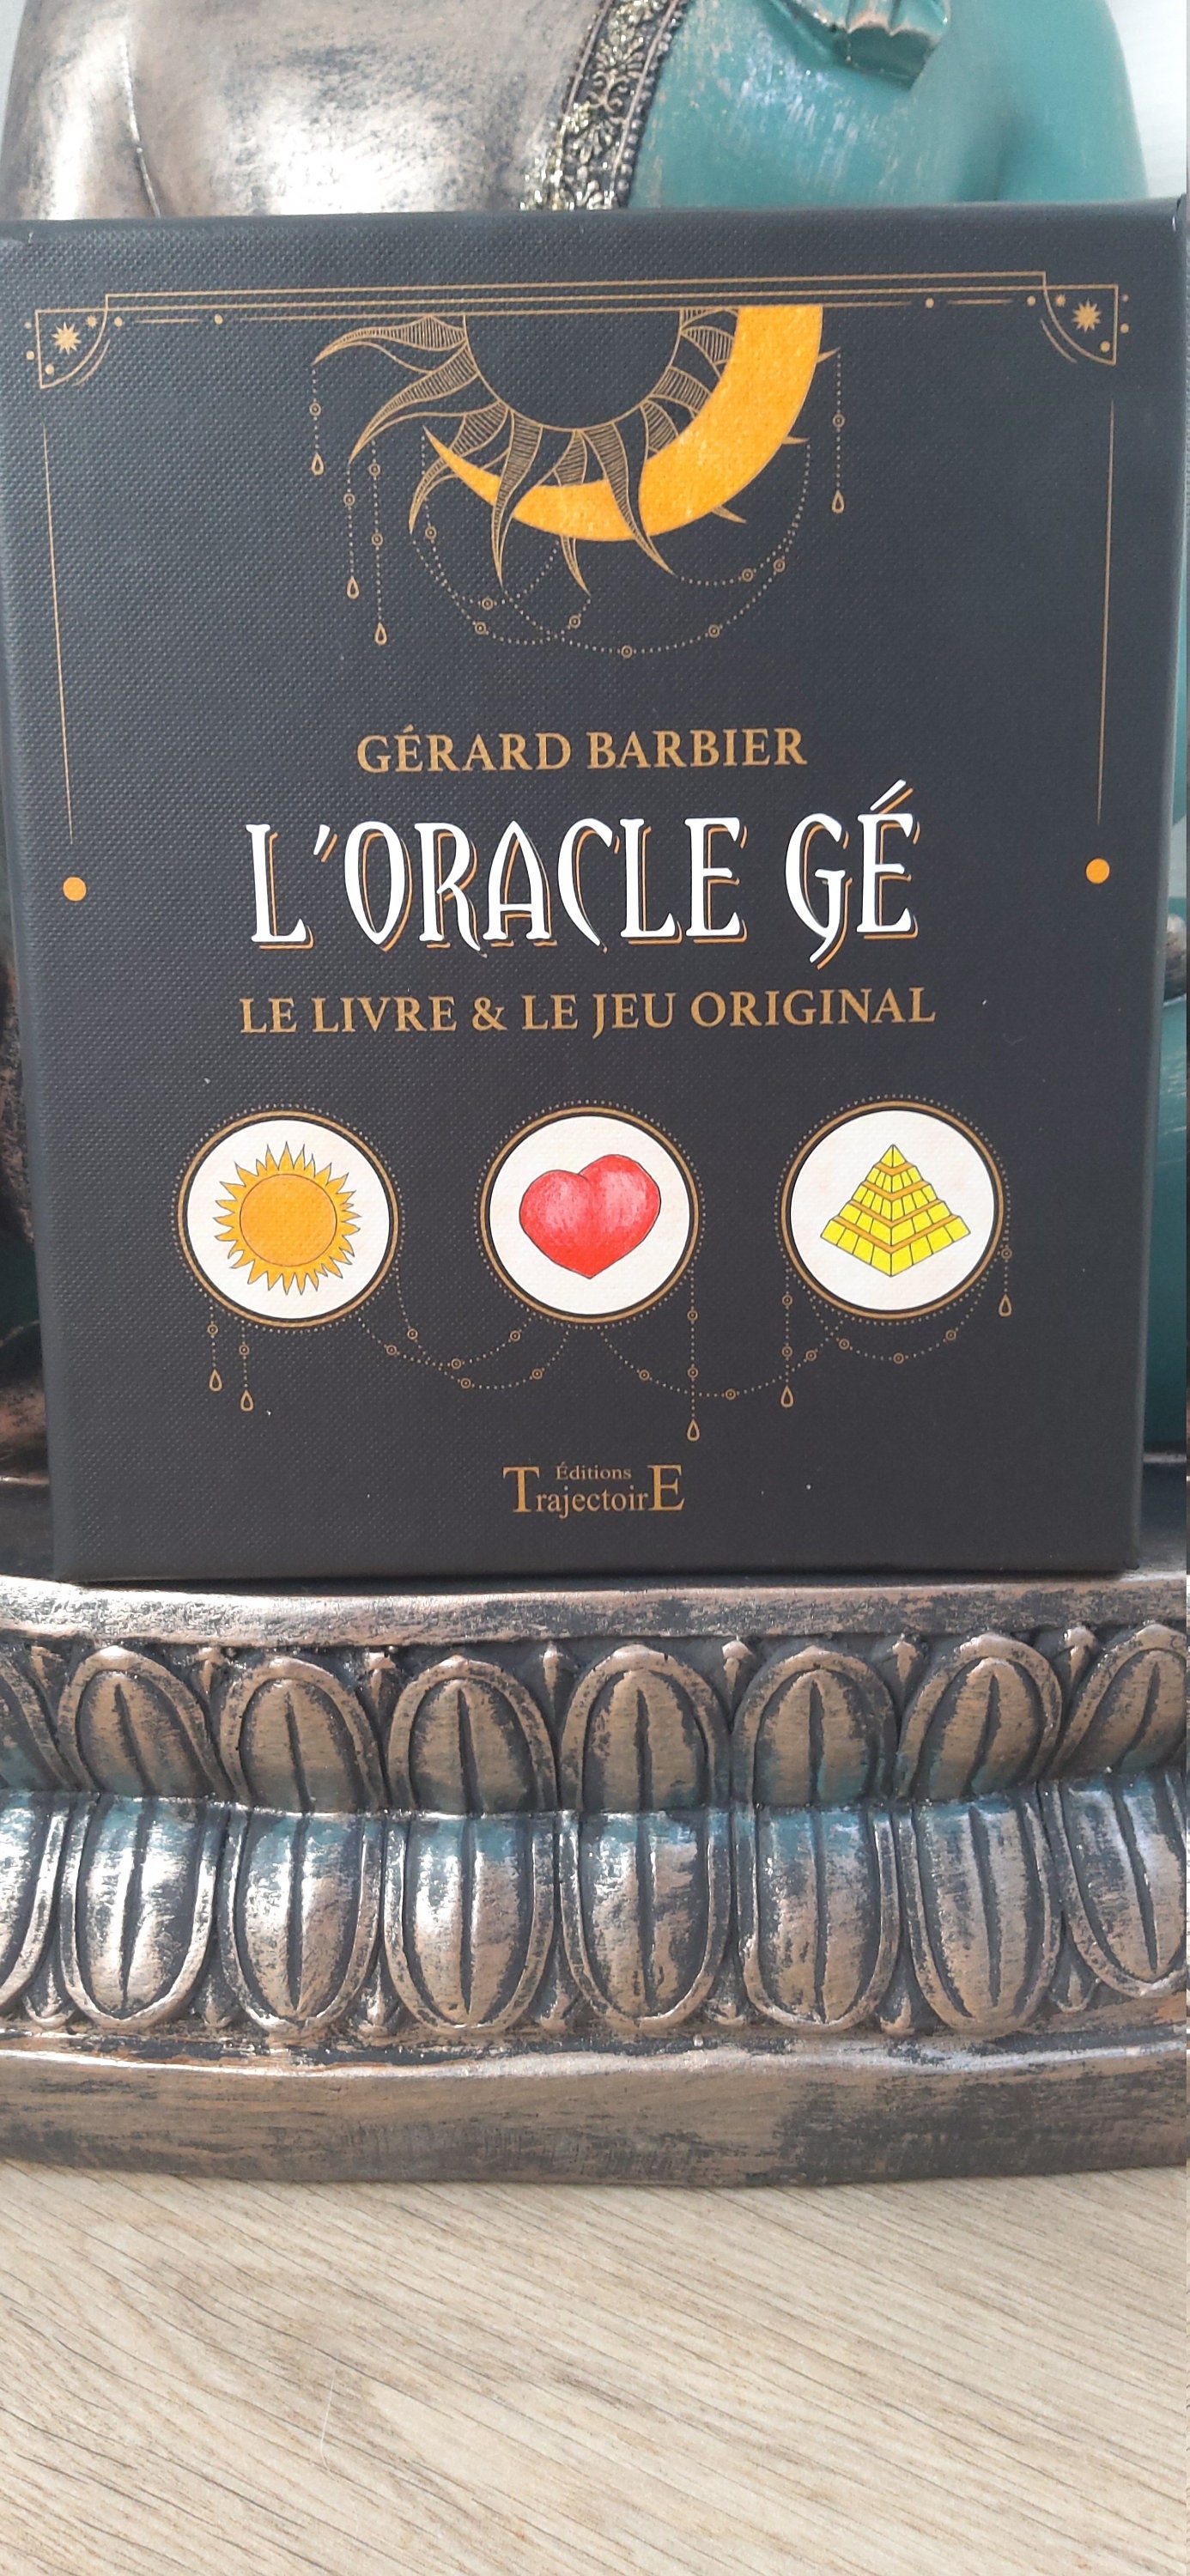 GÉRARD BARBIER
L'ORACLE GÉ
LE LIVRE & LE JEU ORIGINAL
Éditions
TrajectoirE